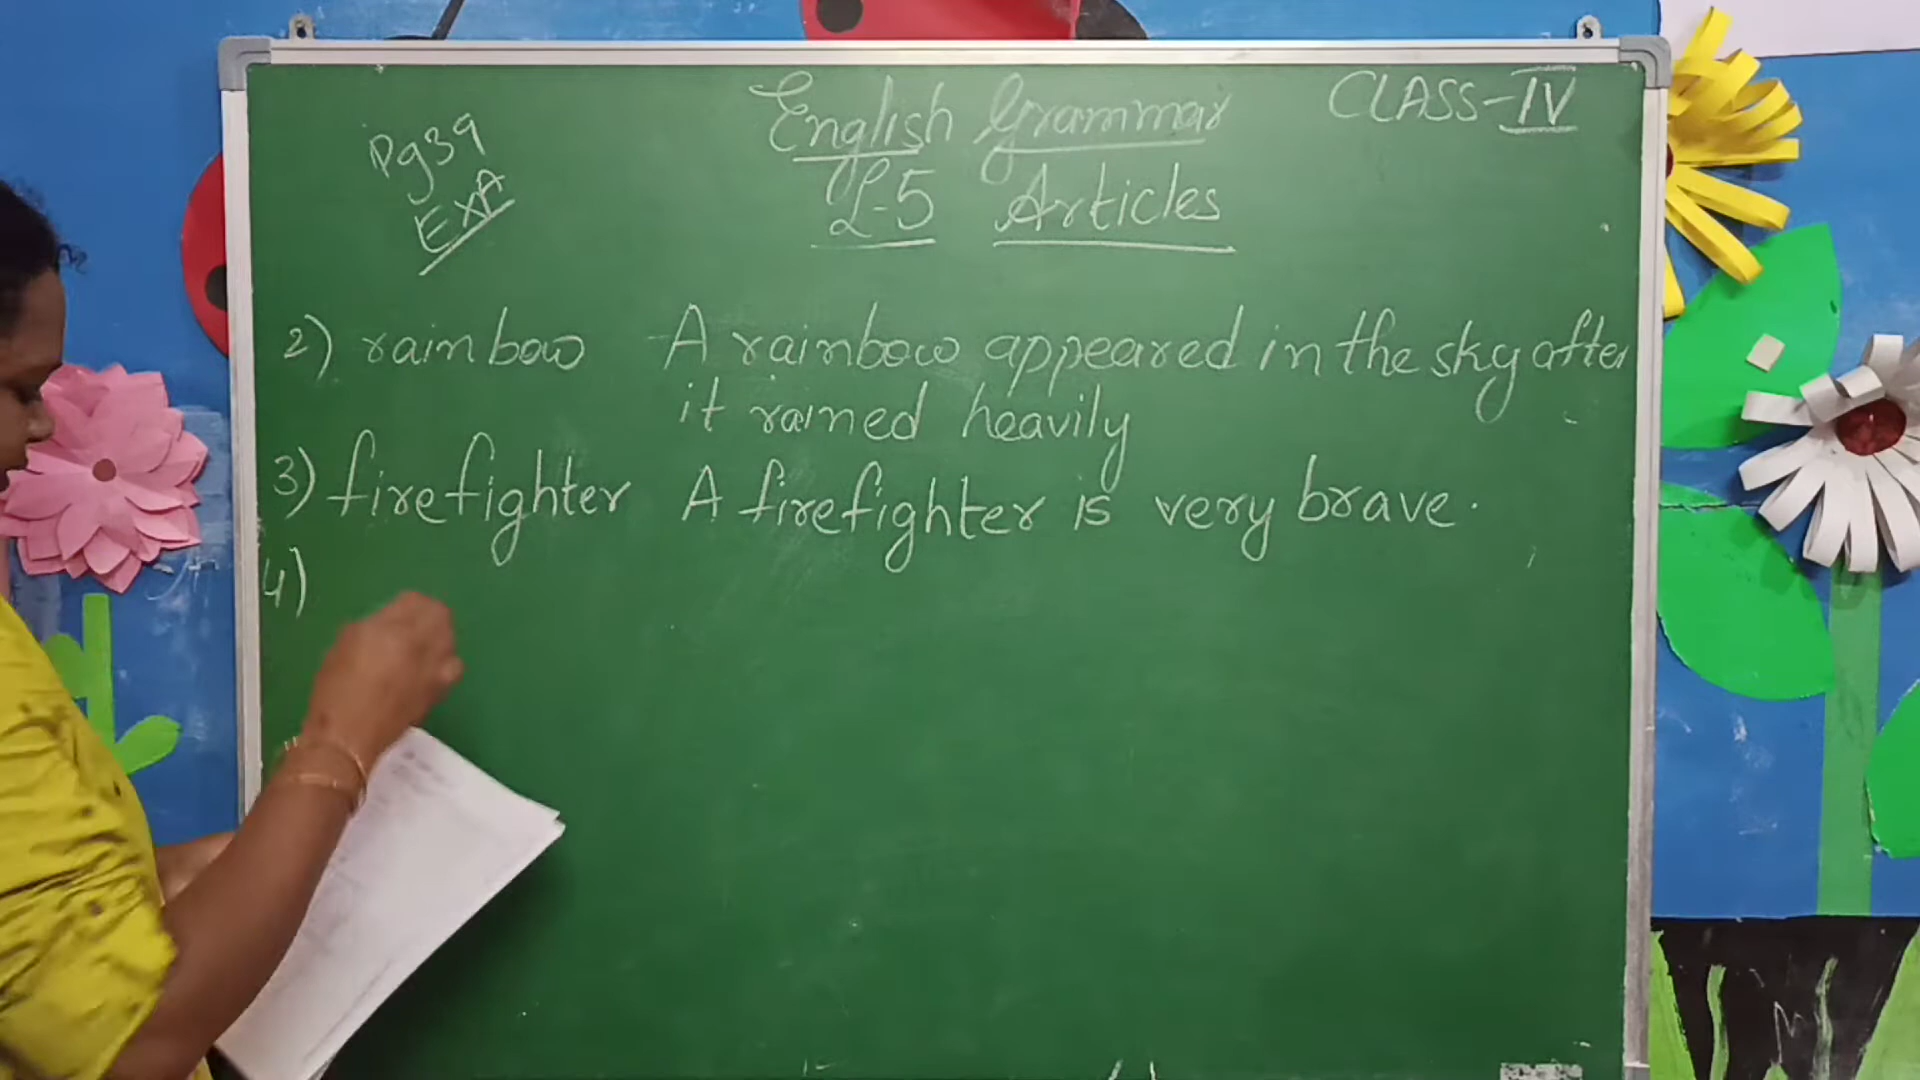 Pg39
Ex A
English Grammar
CLASS-IV
L-5 Articles
2) rainbow A rainbow appeared in the sky after
it rained heavily
3) firefighter A firefighter is very brave.
4)